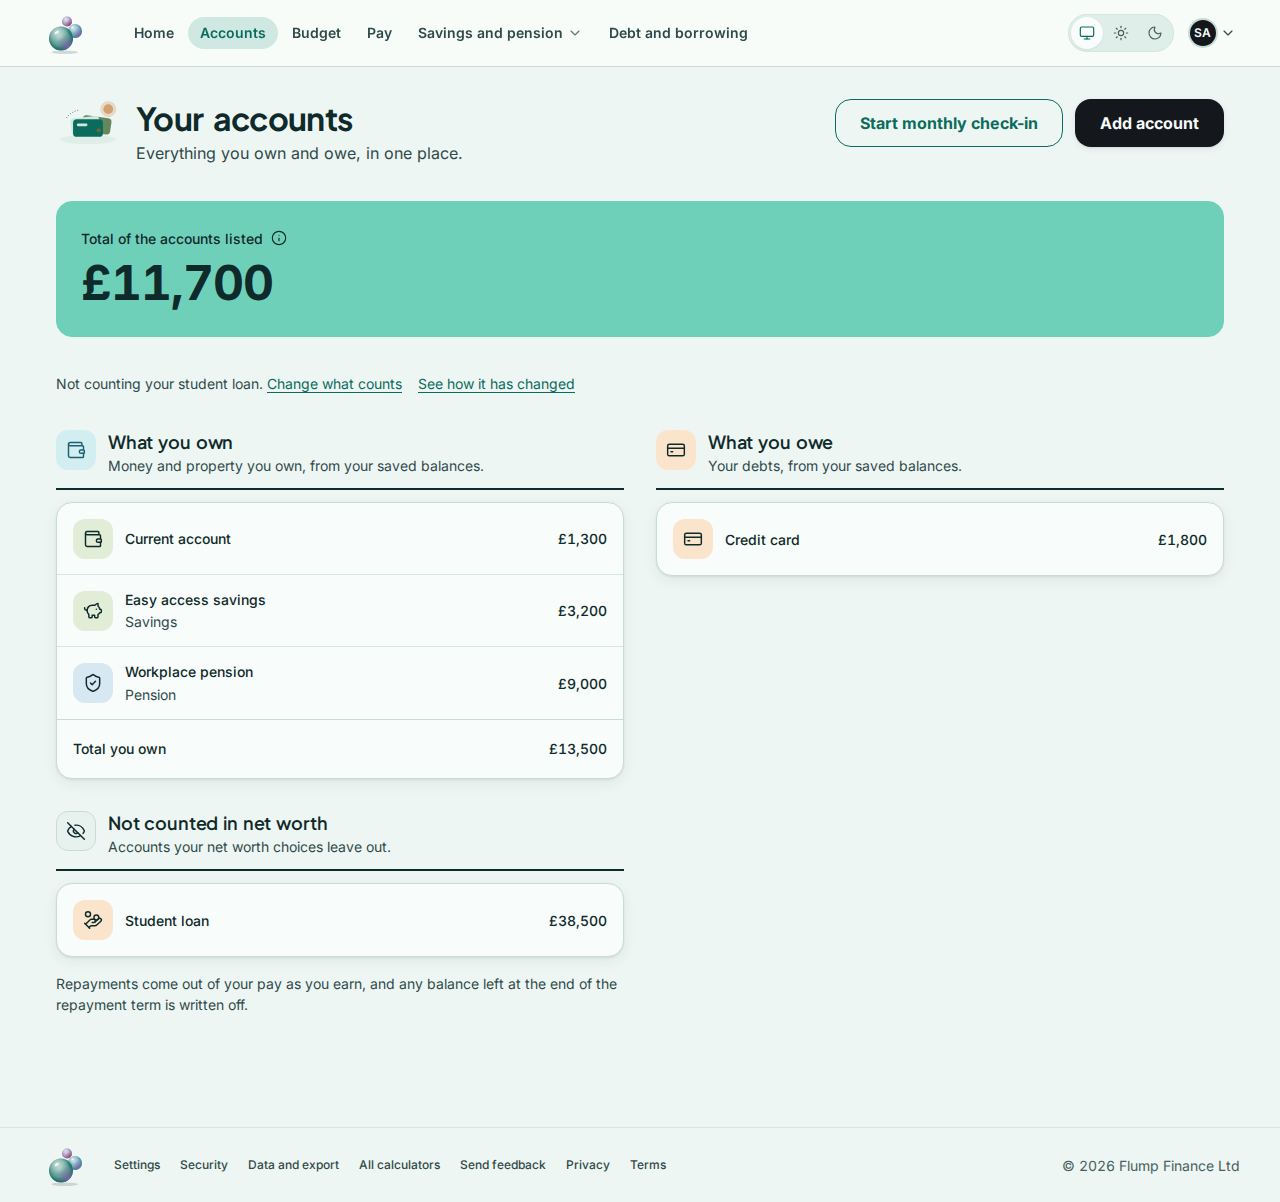 Home
Accounts
Budget
Pay
Savings and pension
Debt and borrowing
SA
Your accounts
Everything you own and owe, in one place.
Start monthly check-in
Add account
Total of the accounts listed
£11,700
Not counting your student loan. Change what counts See how it has changed
What you own
Money and property you own, from your saved balances.
Current account £1,300
Easy access savings
Savings
£3,200
Workplace pension
Pension
£9,000
Total you own £13,500
What you owe
Your debts, from your saved balances.
Credit card £1,800
Not counted in net worth
Accounts your net worth choices leave out.
Student loan £38,500
Repayments come out of your pay as you earn, and any balance left at the end of the
repayment term is written off.
Settings
Security
Data and export
All calculators
Send feedback
Privacy
Terms
© 2026 Flump Finance Ltd